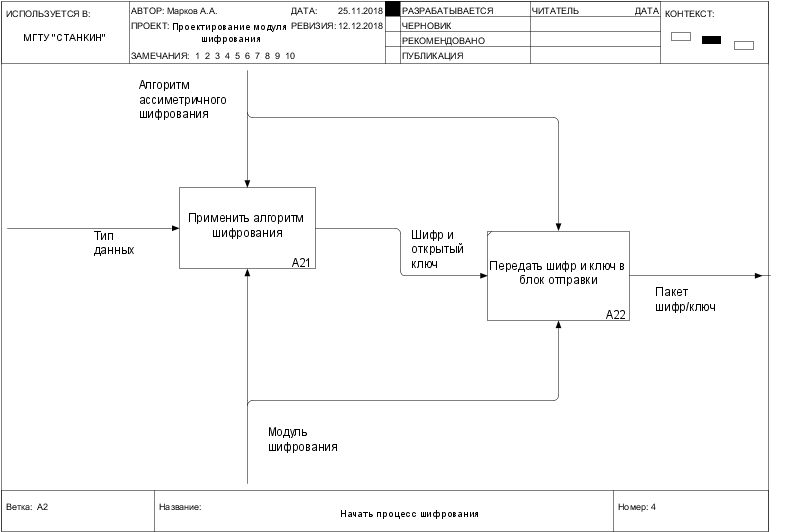 ИСПОЛЬЗУЕТСЯ В:
МГТУ "СТАНКИН"
АВТОР: Марков А.А.
ДАТА: 25.11.2018
ПРОЕКТ: Проектирование модуля
шифрования
РЕВИЗИЯ: 12.12.2018
ЗАМЕЧАНИЯ: 1 2 3 4 5 6 7 8 9 10
РАЗРАБАТЫВАЕТСЯ
ЧЕРНОВИК
РЕКОМЕНДОВАНО
ПУБЛИКАЦИЯ
ЧИТАТЕЛЬ
ДАТА
КОНТЕКСТ:
Алгоритм
ассиметричного
шифрования
Применить алгоритм
шифрования
A21
Тип
данных
Шифр и
открытый
ключ
Передать шифр и ключ в
блок отправки
A22
Пакет
шифр/ключ
Модуль
шифрования
Ветка: A2
Название:
Начать процесс шифрования
Номер: 4